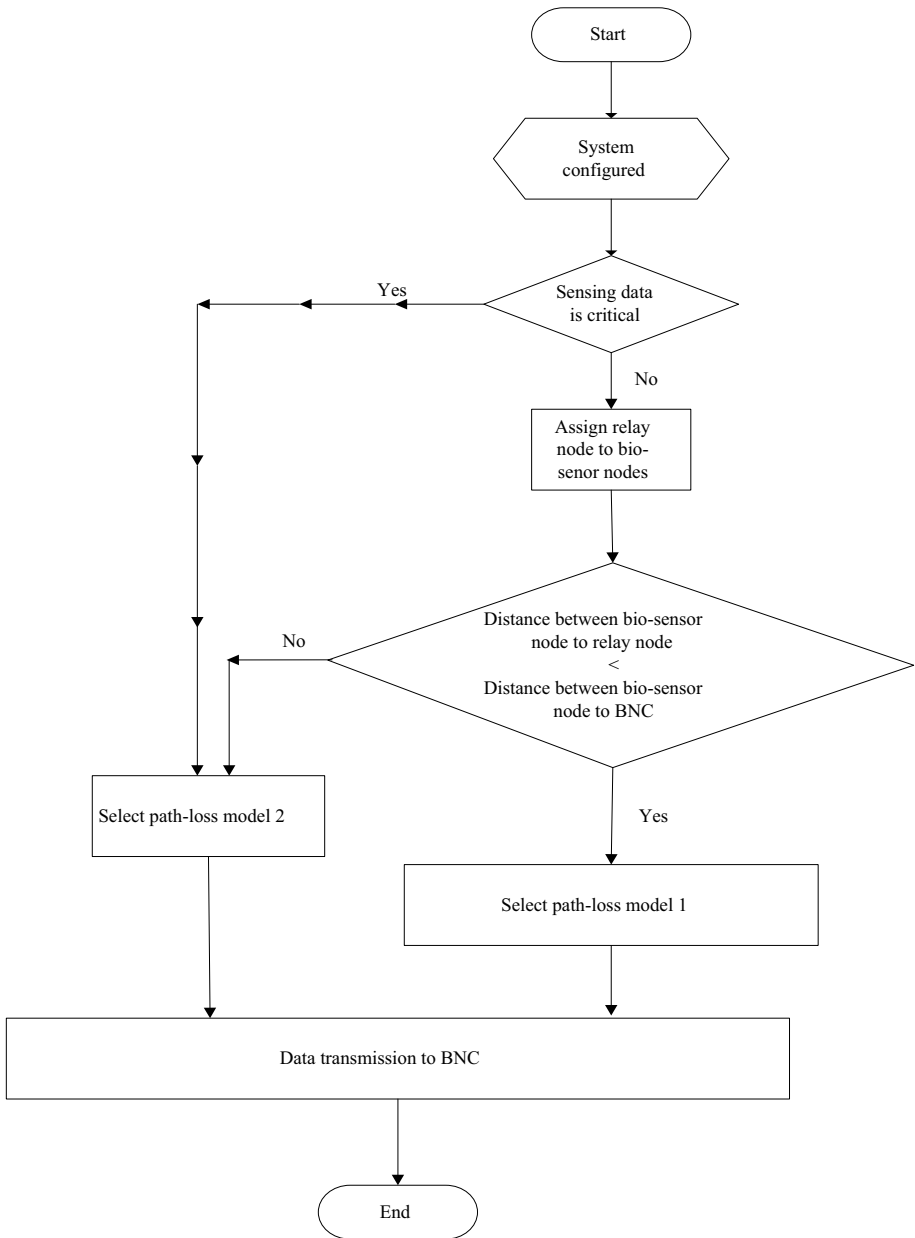 Start
System
configured
Yes
Sensing data
is critical
No
Assign relay
node to bio-
senor nodes
Distance between bio-sensor
node to relay node
<
Distance between bio-sensor
node to BNC
No
Select path-loss model 2
Yes
Select path-loss model 1
Data transmission to BNC
End